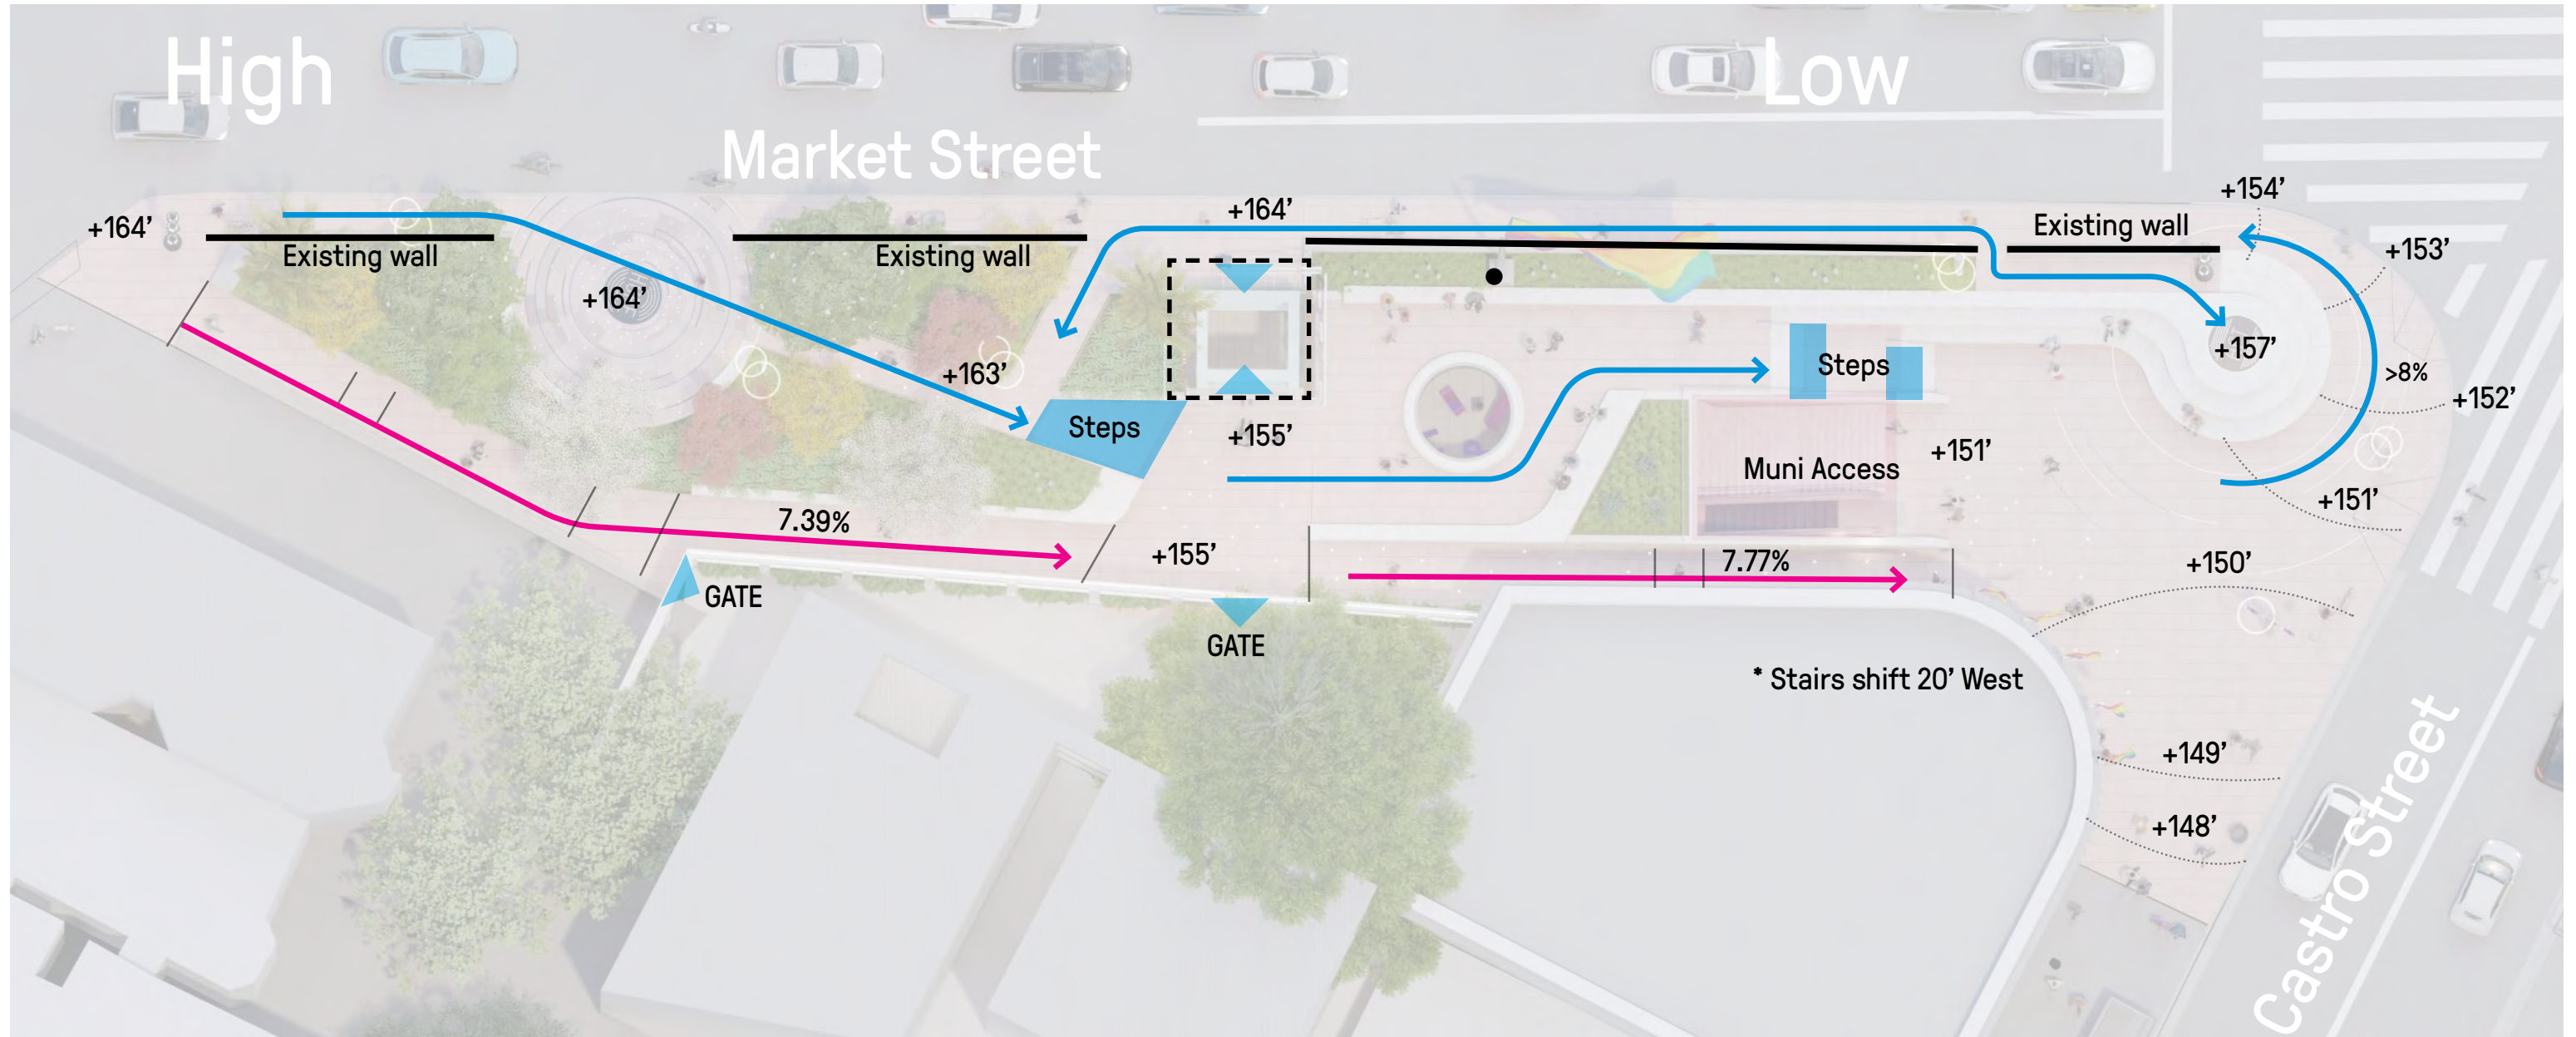 High
Low
Market Street
+154’
+164’
+164’
Existing wall
+153’
Existing wall
Existing wall
+164’
+157’
Steps
+163’
>8%
+152’
Steps
+155’
+151’
Muni Access
+151’
7.39%
+155’
7.77%
+150’
GATE
GATE
* Stairs shift 20’ West
+149’
+148’
Castro Street